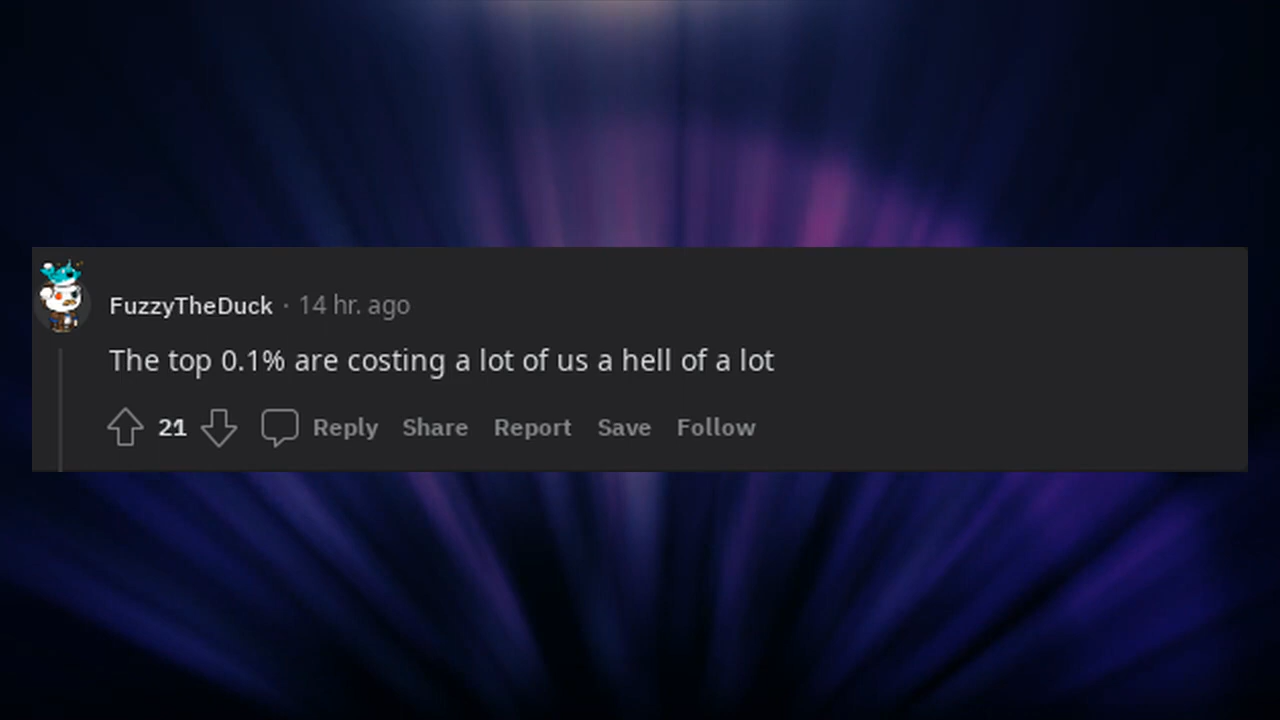 FuzzyTheDuck · 14 hr. ago
The top 0.1% are costing a lot of us a hell of a lot
21 Reply Share Report Save Follow